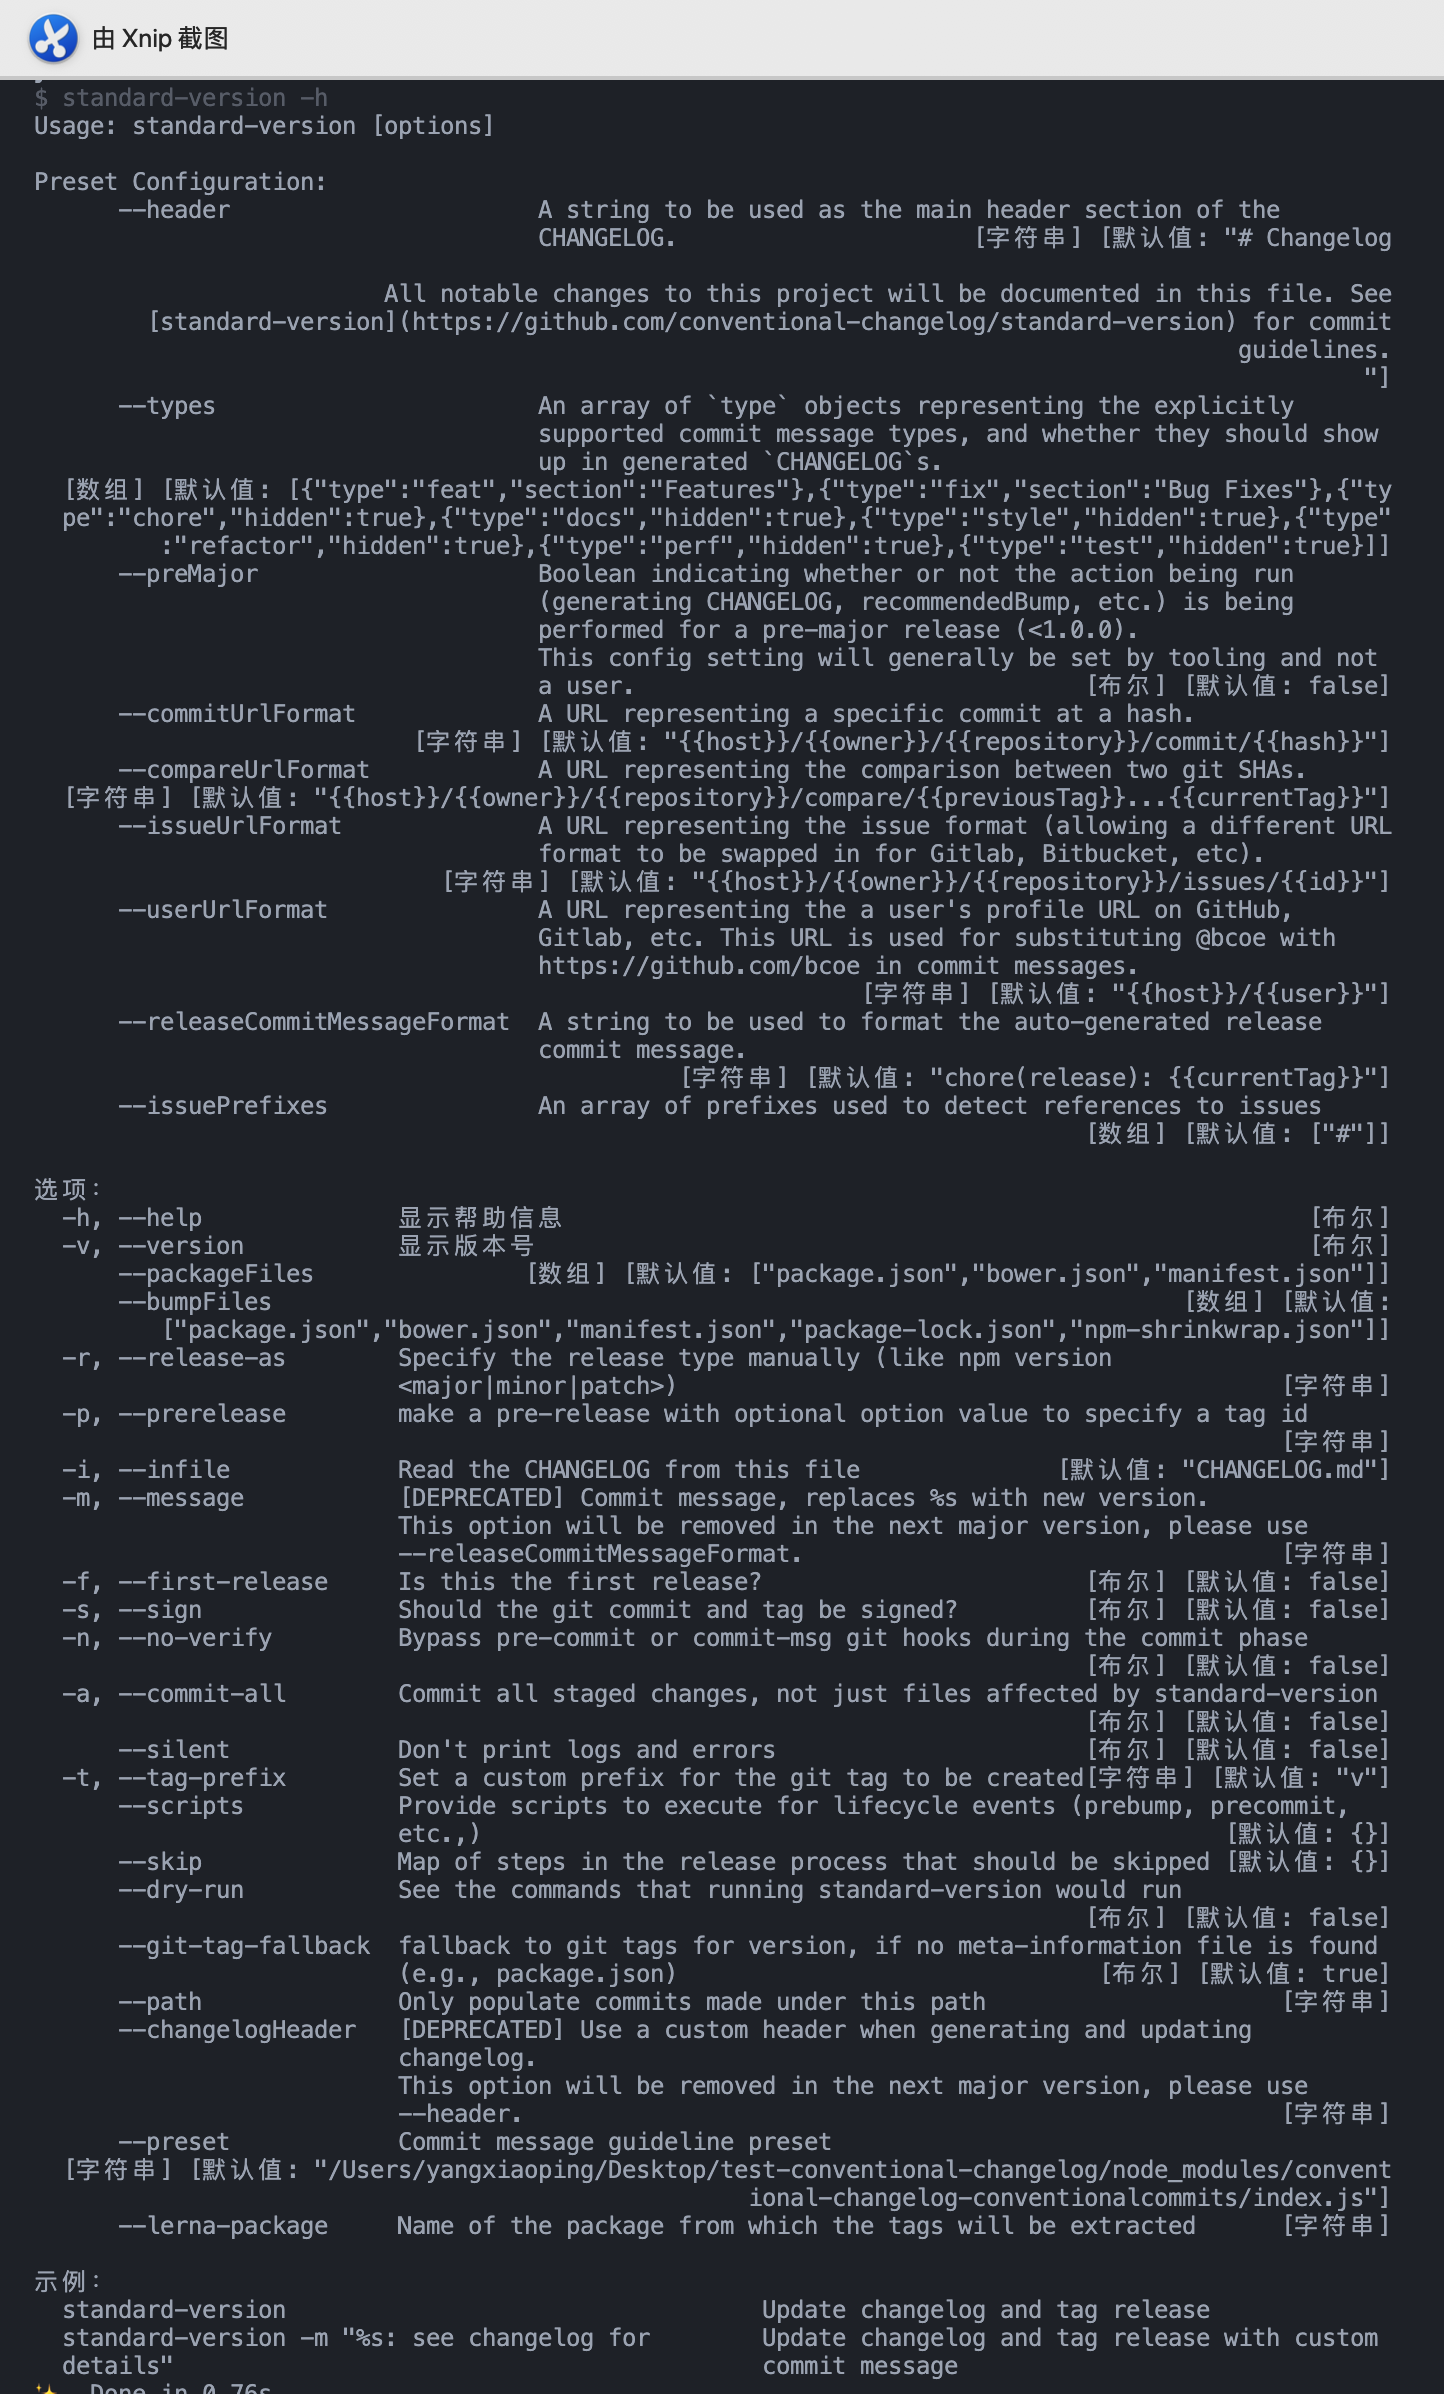 由 Xnip 截图
$ standard-version -h
Usage: standard-version [options]
Preset Configuration:
--header A string to be used as the main header section of the
CHANGELOG. [字符串] [默认值: "# Changelog
All notable changes to this project will be documented in this file. See
[standard-version](https://github.com/conventional-changelog/standard-version) for commit
guidelines.
"]
--types An array of `type` objects representing the explicitly
supported commit message types, and whether they should show
up in generated `CHANGELOG`s.
[数组] [默认值: [{"type":"feat","section":"Features"},{"type":"fix","section":"Bug Fixes"},{"ty
pe":"chore","hidden":true},{"type":"docs","hidden":true},{"type":"style","hidden":true},{"type"
:"refactor","hidden":true},{"type":"perf","hidden":true},{"type":"test","hidden":true}]]
--preMajor Boolean indicating whether or not the action being run
(generating CHANGELOG, recommendedBump, etc.) is being
performed for a pre-major release (<1.0.0).
This config setting will generally be set by tooling and not
a user. [布尔] [默认值: false]
--commitUrlFormat A URL representing a specific commit at a hash.
[字符串] [默认值: "{{host}}/{{owner}}/{{repository}}/commit/{{hash}}"]
--compareUrlFormat A URL representing the comparison between two git SHAs.
[字符串] [默认值: "{{host}}/{{owner}}/{{repository}}/compare/{{previousTag}}...{{currentTag}}"]
--issueUrlFormat A URL representing the issue format (allowing a different URL
format to be swapped in for Gitlab, Bitbucket, etc).
[字符串] [默认值: "{{host}}/{{owner}}/{{repository}}/issues/{{id}}"]
--userUrlFormat A URL representing the a user's profile URL on GitHub,
Gitlab, etc. This URL is used for substituting @bcoe with
https://github.com/bcoe in commit messages.
[字符串] [默认值: "{{host}}/{{user}}"]
--releaseCommitMessageFormat A string to be used to format the auto-generated release
commit message.
[字符串] [默认值: "chore(release): {{currentTag}}"]
--issuePrefixes An array of prefixes used to detect references to issues
[数组] [默认值: ["#"]]
选项:
-h, --help 显示帮助信息 [布尔]
-v, --version 显示版本号 [布尔]
--packageFiles [数组] [默认值: ["package.json","bower.json","manifest.json"]]
--bumpFiles [数组] [默认值:
["package.json","bower.json","manifest.json","package-lock.json","npm-shrinkwrap.json"]]
-r, --release-as Specify the release type manually (like npm version
<major|minor|patch>) [字符串]
-p, --prerelease make a pre-release with optional option value to specify a tag id
[字符串]
-i, --infile Read the CHANGELOG from this file [默认值: "CHANGELOG.md"]
-m, --message [DEPRECATED] Commit message, replaces %s with new version.
This option will be removed in the next major version, please use
--releaseCommitMessageFormat. [字符串]
-f, --first-release Is this the first release? [布尔] [默认值: false]
-s, --sign Should the git commit and tag be signed? [布尔] [默认值: false]
-n, --no-verify Bypass pre-commit or commit-msg git hooks during the commit phase
[布尔] [默认值: false]
-a, --commit-all Commit all staged changes, not just files affected by standard-version
[布尔] [默认值: false]
--silent Don't print logs and errors [布尔] [默认值: false]
-t, --tag-prefix Set a custom prefix for the git tag to be created[字符串] [默认值: "v"]
--scripts Provide scripts to execute for lifecycle events (prebump, precommit,
etc.,) [默认值: {}]
--skip Map of steps in the release process that should be skipped [默认值: {}]
--dry-run See the commands that running standard-version would run
[布尔] [默认值: false]
--git-tag-fallback fallback to git tags for version, if no meta-information file is found
(e.g., package.json) [布尔] [默认值: true]
--path Only populate commits made under this path [字符串]
--changelogHeader [DEPRECATED] Use a custom header when generating and updating
changelog.
This option will be removed in the next major version, please use
--header. [字符串]
--preset Commit message guideline preset
[字符串] [默认值: "/Users/yangxiaoping/Desktop/test-conventional-changelog/node_modules/convent
ional-changelog-conventionalcommits/index.js"]
--lerna-package Name of the package from which the tags will be extracted [字符串]
示例:
standard-version Update changelog and tag release
standard-version -m "%s: see changelog for Update changelog and tag release with custom
details" commit message
✨ Done in 0.76s.